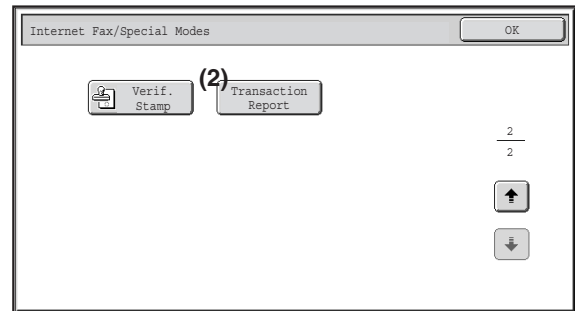 Internet Fax/Special Modes
OK
Verif.
Stamp
(2)
Transaction
Report
2
2